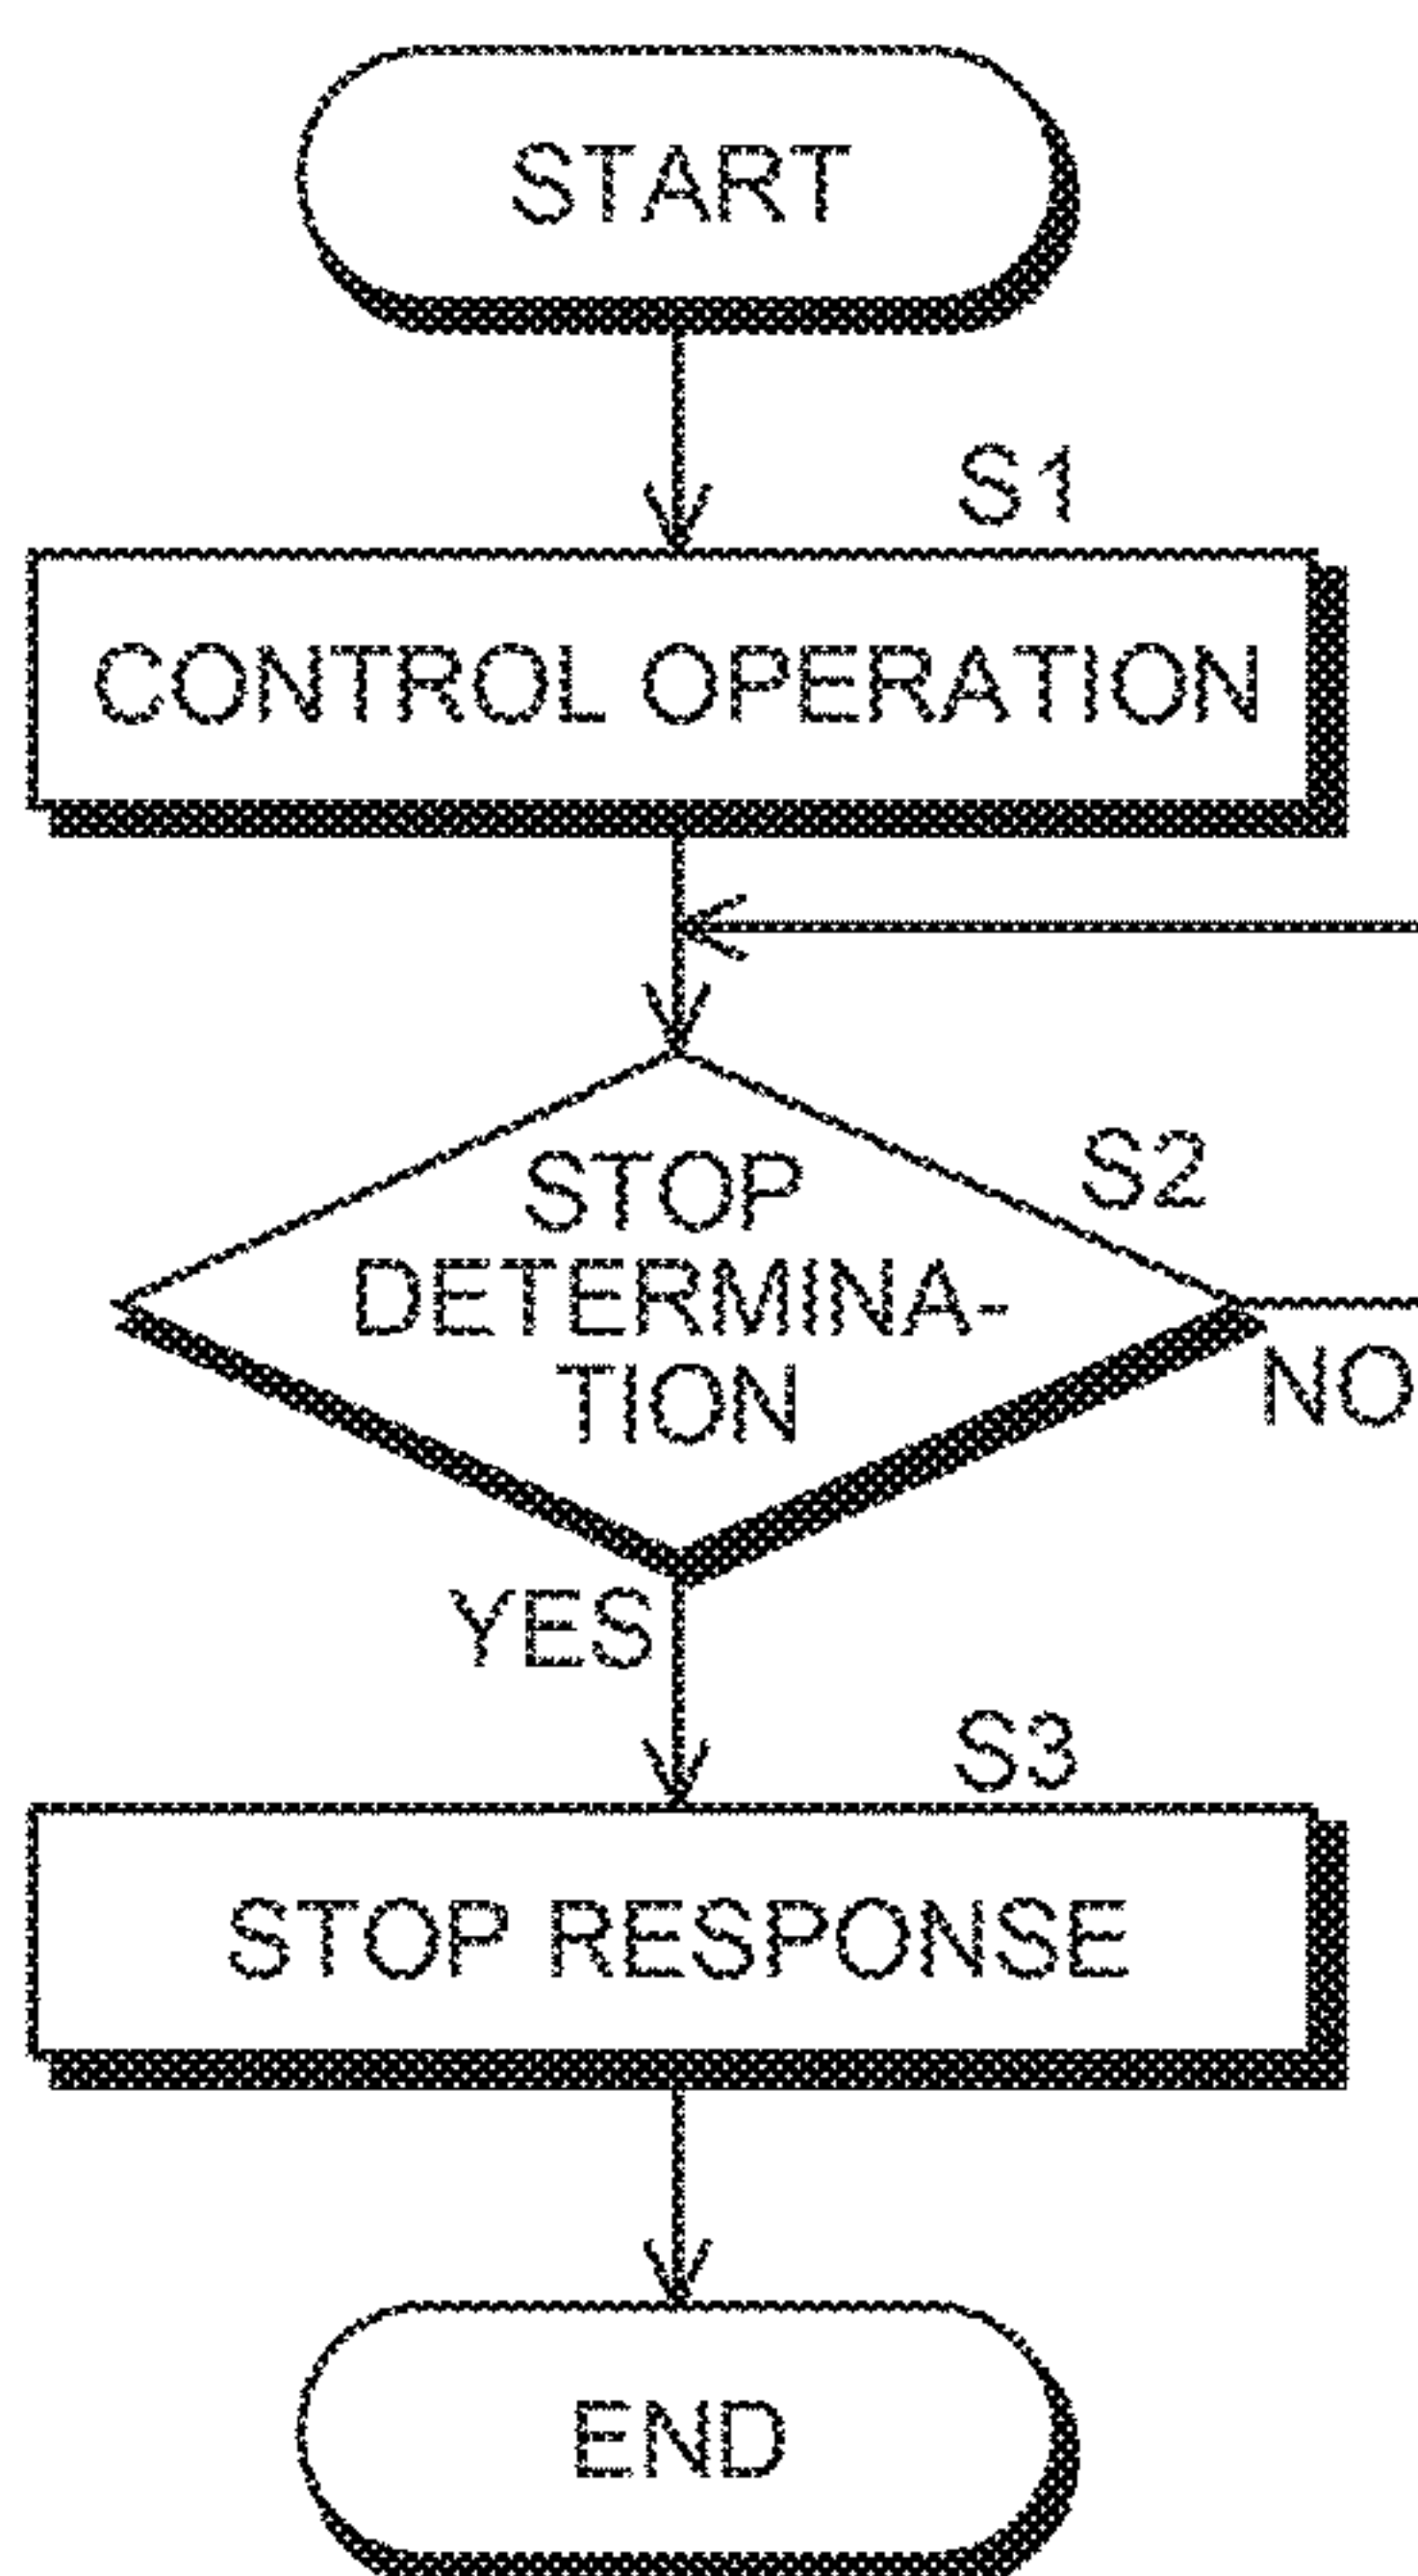 START
S1
CONTROL OPERATION
S2
STOP
DETERMINA-
TION
NO
YES
S3
STOP RESPONSE
END